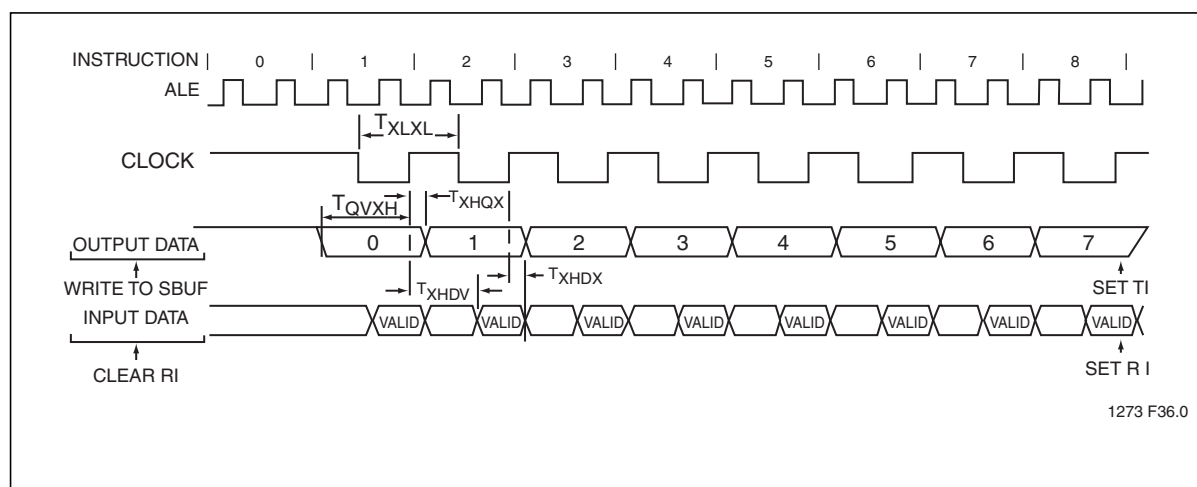 INSTRUCTION | 0 | 1 | 2 | 3 | 4 | 5 | 6 | 7 | 8 |
ALE
TXLXL
CLOCK
TQVXH TXHQX
OUTPUT DATA 0 1 2 3 4 5 6 7
WRITE TO SBUF TXHDV TXHDX SET TI
INPUT DATA VALID VALID VALID VALID VALID VALID VALID VALID
CLEAR RI SET R I
1273 F36.0